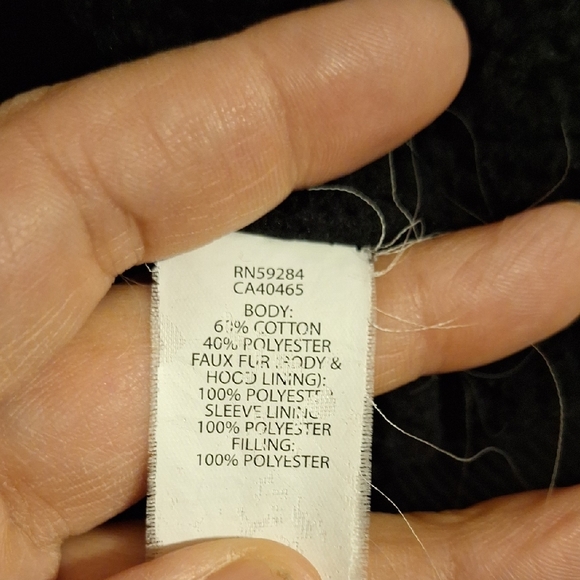 RN59284
CA40465
BODY:
60% COTTON
40% POLYESTER
FAUX FUR (BODY &
HOOD LINING):
100% POLYESTER
SLEEVE LINING
100% POLYESTER
FILLING:
100% POLYESTER